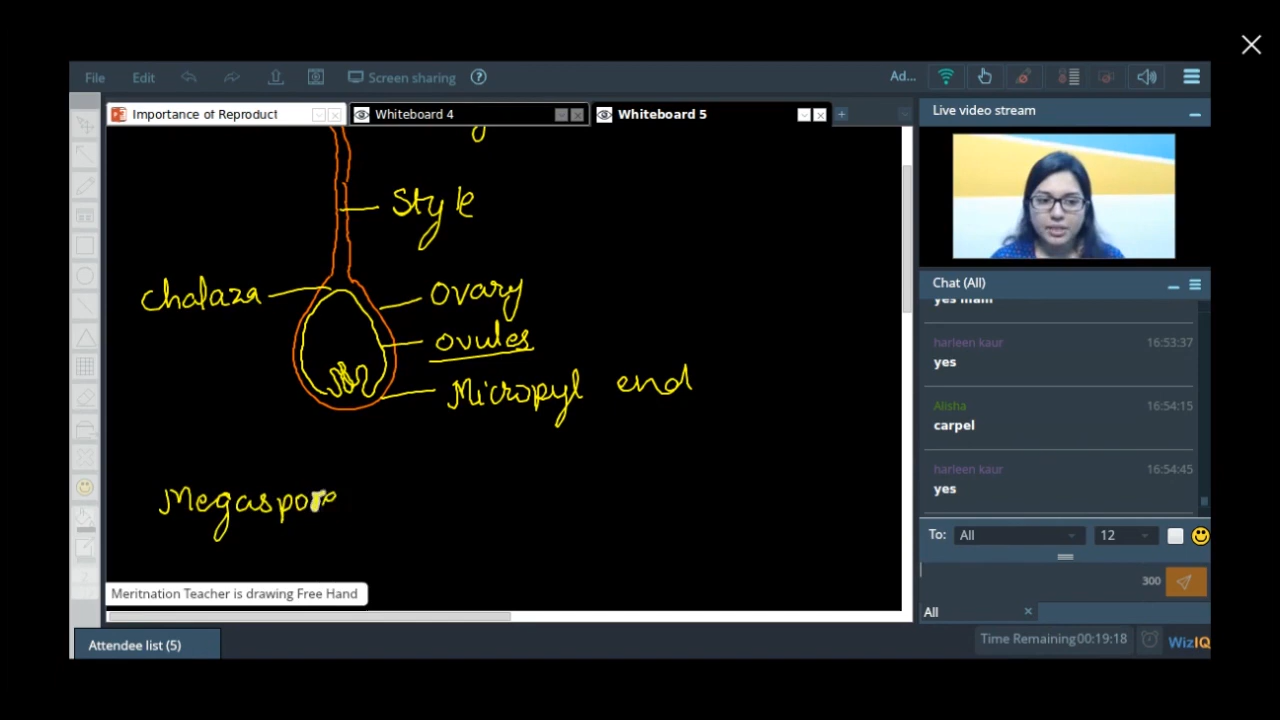 File Edit Screen sharing ? Ad...
Importance of Reproduct Whiteboard 4 Whiteboard 5 +
Live video stream
Style
Chalaza
Ovary
Ovules
Micropyl end
Megaspore
Meritnation Teacher is drawing Free Hand
Attendee list (5)
Chat (All)
yes mam
harleen kaur 16:53:37
yes
Alisha 16:54:15
carpel
harleen kaur 16:54:45
yes
To: All 12
300
All
Time Remaining00:19:18 WizIQ